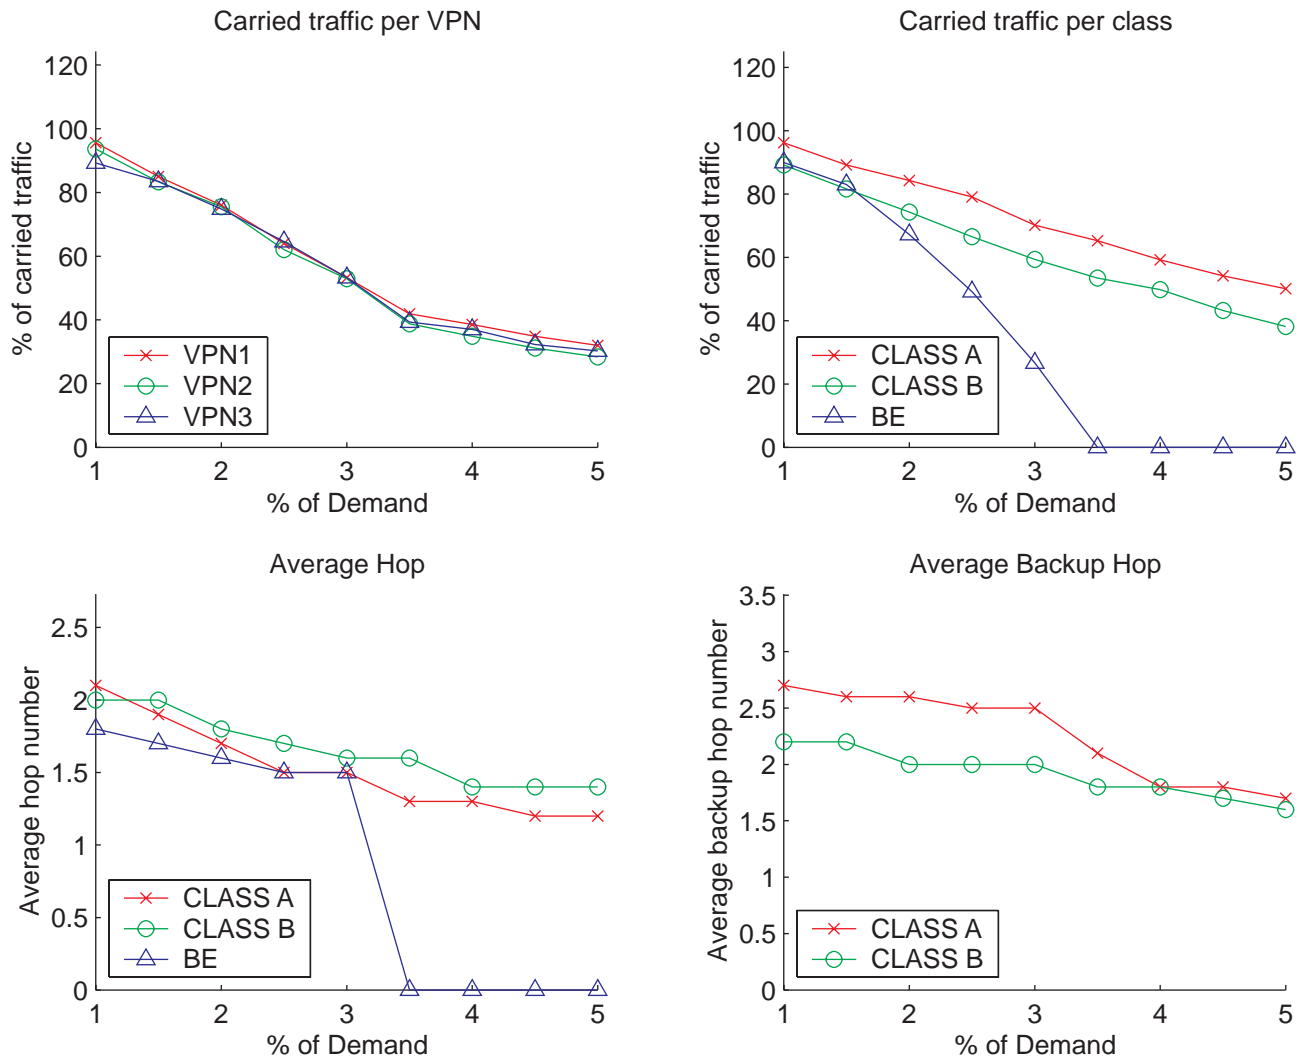 Carried traffic per VPN
% of carried traffic
120
100
80
60
40
20
0
VPN1
VPN2
VPN3
1 2 3 4 5
% of Demand
Carried traffic per class
% of carried traffic
120
100
80
60
40
20
0
CLASS A
CLASS B
BE
1 2 3 4 5
% of Demand
Average Hop
Average hop number
2.5
2
1.5
1
0.5
0
CLASS A
CLASS B
BE
1 2 3 4 5
% of Demand
Average Backup Hop
Average backup hop number
3.5
3
2.5
2
1.5
1
0.5
0
CLASS A
CLASS B
1 2 3 4 5
% of Demand